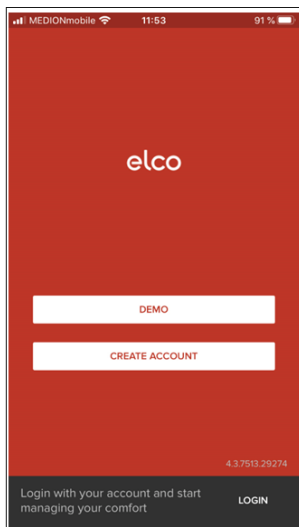 MEDIONmobile 11:53 91 %
elco
DEMO
CREATE ACCOUNT
4.3.7513.29274
Login with your account and start
managing your comfort
LOGIN